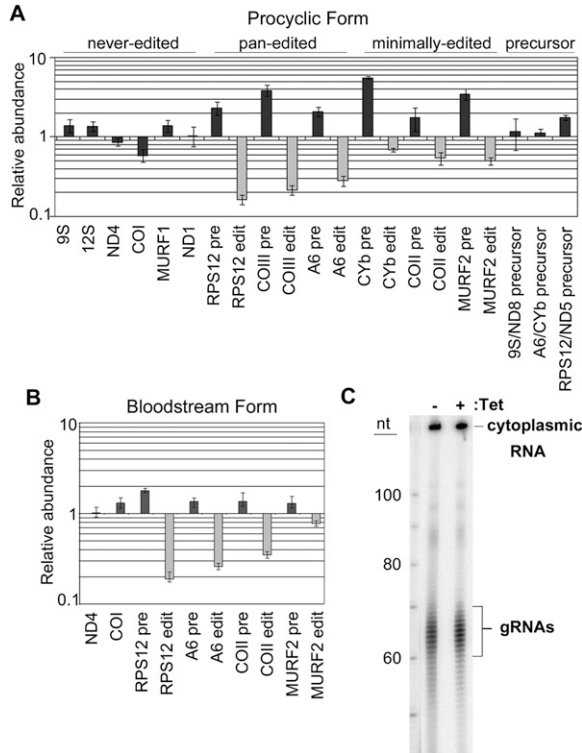 A
Procyclic Form
never-edited pan-edited minimally-edited precursor
Relative abundance
10
1
0.1
9S
12S
ND4
COI
MURF1
ND1
RPS12 pre
RPS12 edit
COIII pre
COIII edit
A6 pre
A6 edit
CYb pre
CYb edit
COII pre
COII edit
MURF2 pre
MURF2 edit
9S/ND8 precursor
A6/CYb precursor
RPS12/ND5 precursor
B
Bloodstream Form
Relative abundance
10
1
0.1
ND4
COI
RPS12 pre
RPS12 edit
A6 pre
A6 edit
COII pre
COII edit
MURF2 pre
MURF2 edit
C
- + :Tet
nt
cytoplasmic
RNA
100
80
gRNAs
60